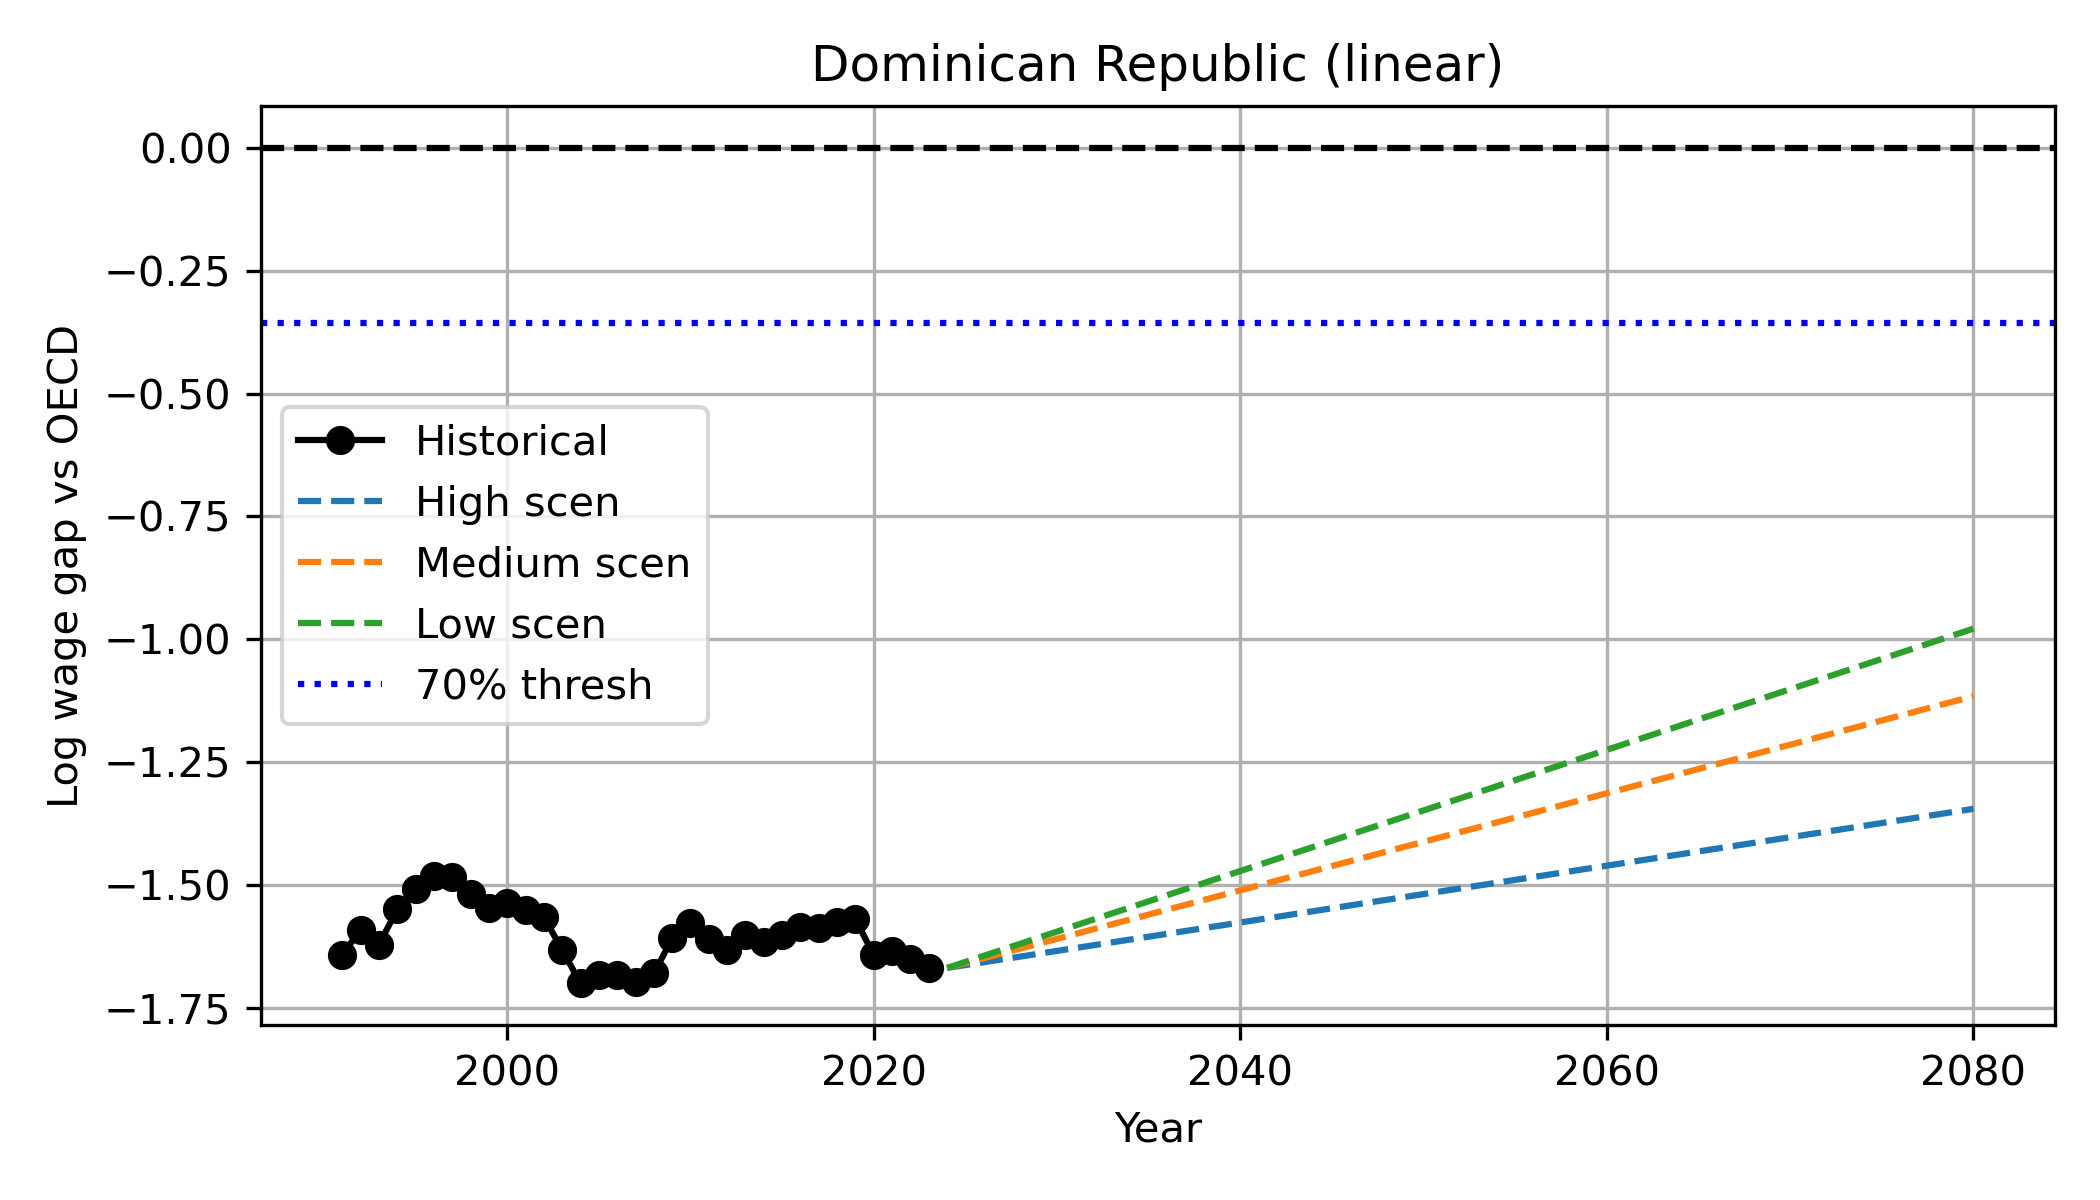 Dominican Republic (linear)
0.00
−0.25
−0.50
−0.75
−1.00
−1.25
−1.50
−1.75
Log wage gap vs OECD
Historical
High scen
Medium scen
Low scen
70% thresh
2000
2020
2040
2060
2080
Year